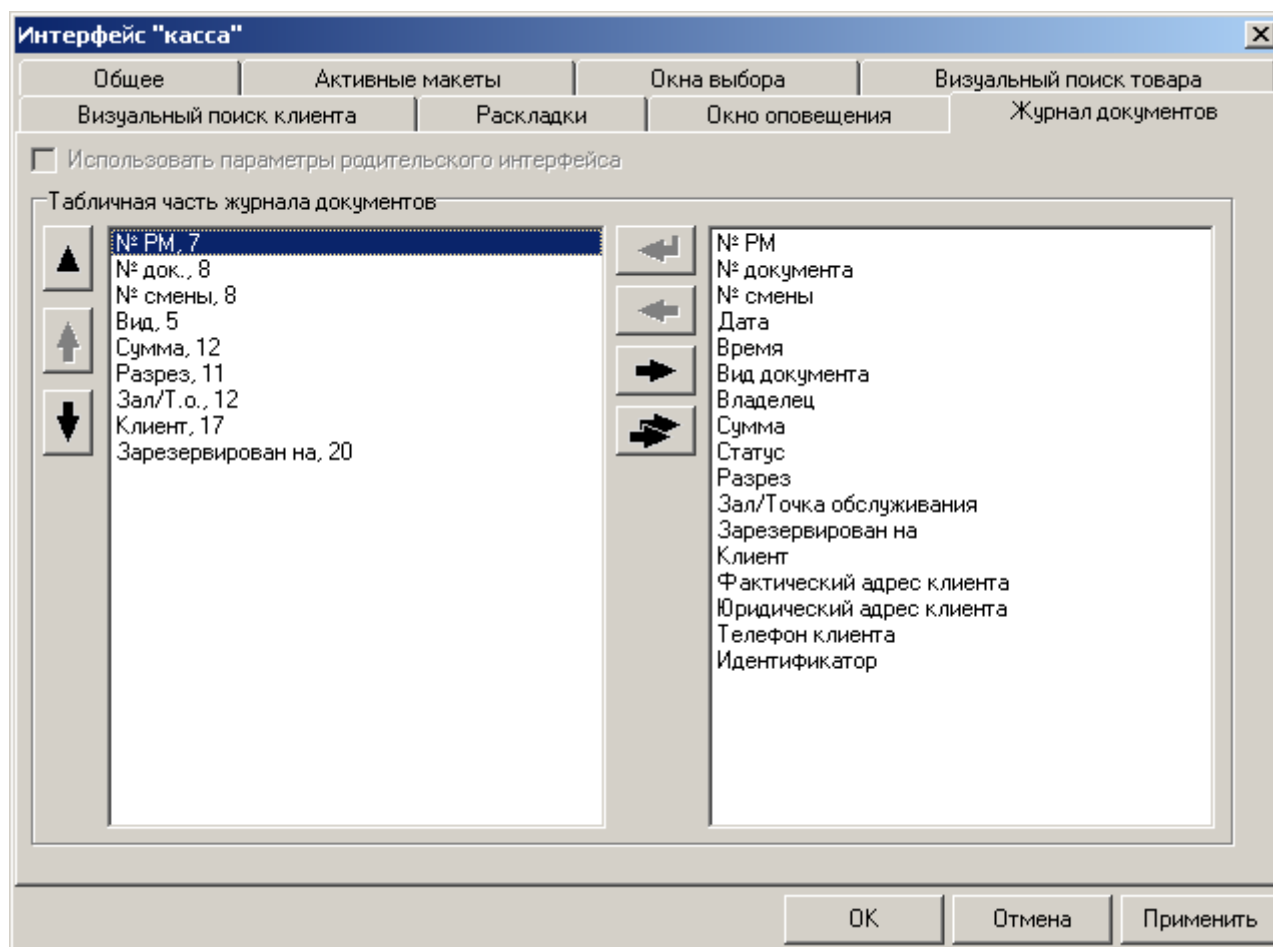 Интерфейс "касса"
Общее
Активные макеты
Окна выбора
Визуальный поиск товара
Визуальный поиск клиента
Раскладки
Окно оповещения
Журнал документов
Использовать параметры родительского интерфейса
Табличная часть журнала документов
№ РМ, 7
№ док., 8
№ смены, 8
Вид, 5
Сумма, 12
Разрез, 11
Зал/Т.о., 12
Клиент, 17
Зарезервирован на, 20
№ РМ
№ документа
№ смены
Дата
Время
Вид документа
Владелец
Сумма
Статус
Разрез
Зал/Точка обслуживания
Зарезервирован на
Клиент
Фактический адрес клиента
Юридический адрес клиента
Телефон клиента
Идентификатор
ОК
Отмена
Применить